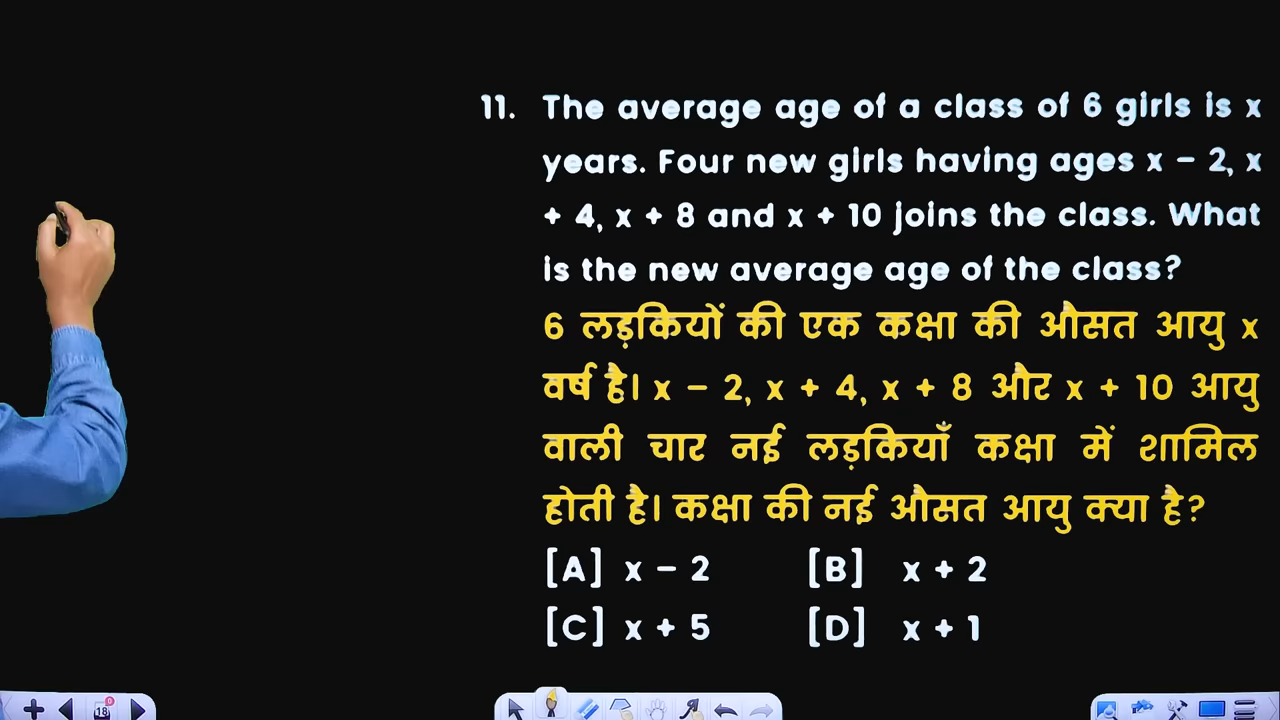 11. The average age of a class of 6 girls is x
years. Four new girls having ages x – 2, x
+ 4, x + 8 and x + 10 joins the class. What
is the new average age of the class?
6 लड़कियों की एक कक्षा की औसत आयु x
वर्ष है। x – 2, x + 4, x + 8 और x + 10 आयु
वाली चार नई लड़कियाँ कक्षा में शामिल
होती है। कक्षा की नई औसत आयु क्या है?
[A] x – 2 [B] x + 2
[C] x + 5 [D] x + 1
18